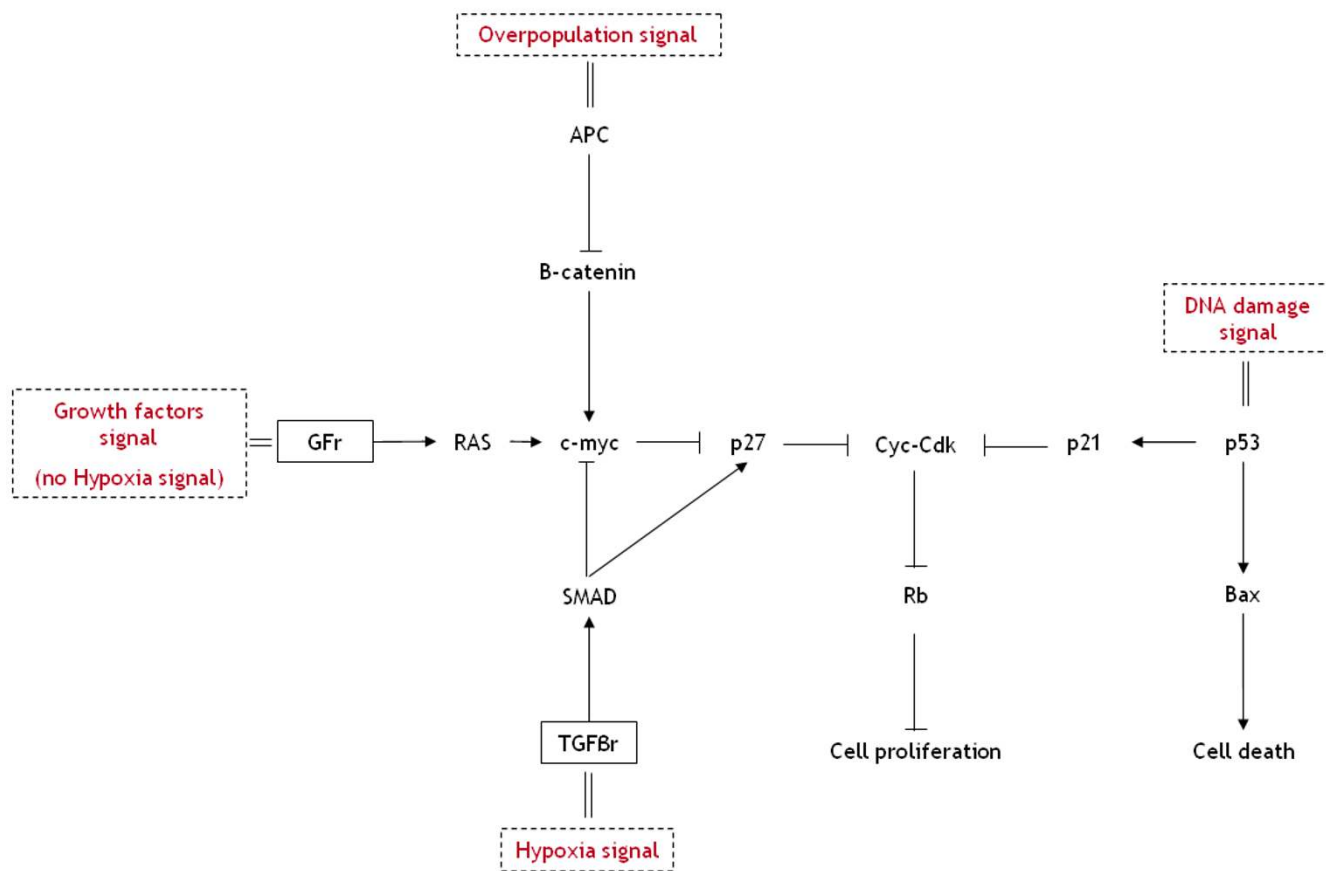 Overpopulation signal
APC
B-catenin
DNA damage
signal
Growth factors
signal
(no Hypoxia signal)
GFr
RAS
c-myc
p27
Cyc-Cdk
p21
p53
SMAD
Rb
Bax
TGFBr
Cell proliferation
Cell death
Hypoxia signal